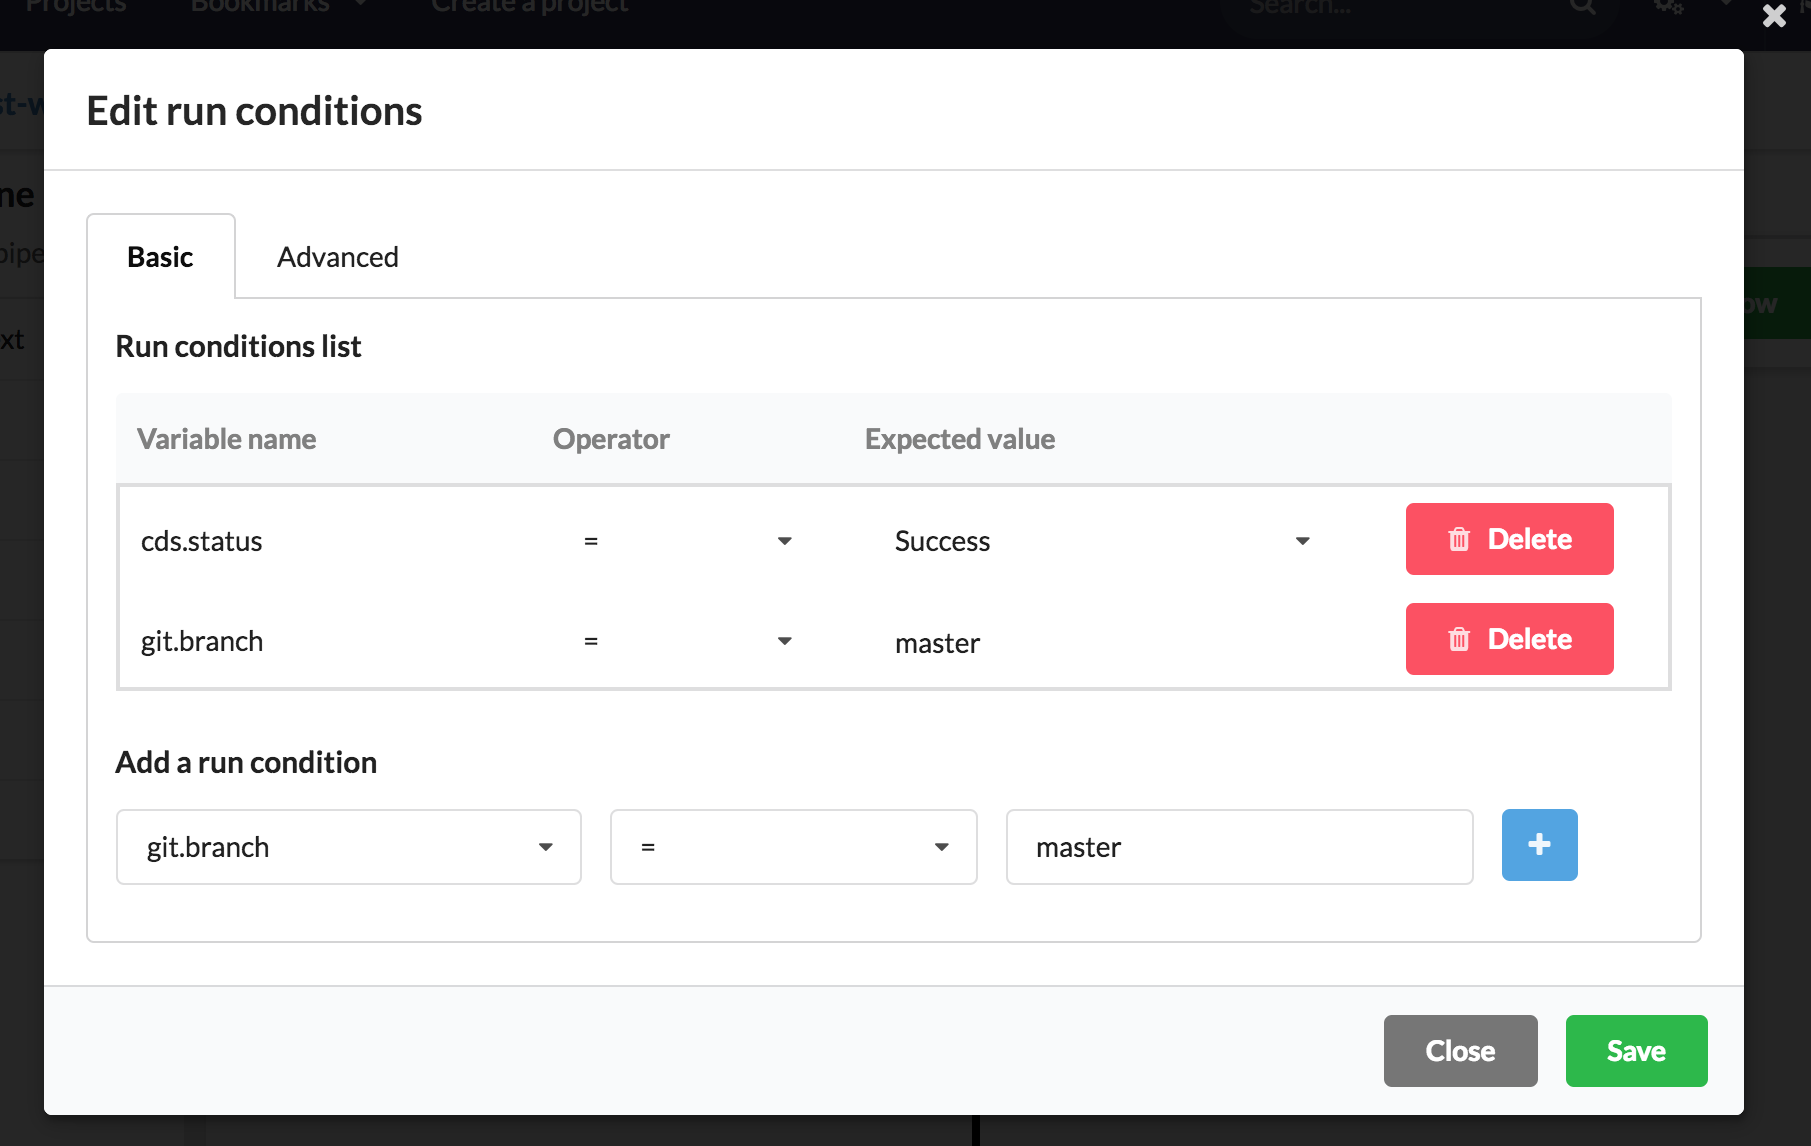 Projects Bookmarks Create a project Search...
Edit run conditions
Basic Advanced
Run conditions list
Variable name Operator Expected value
cds.status = Success Delete
git.branch = master Delete
Add a run condition
git.branch = master +
Close Save